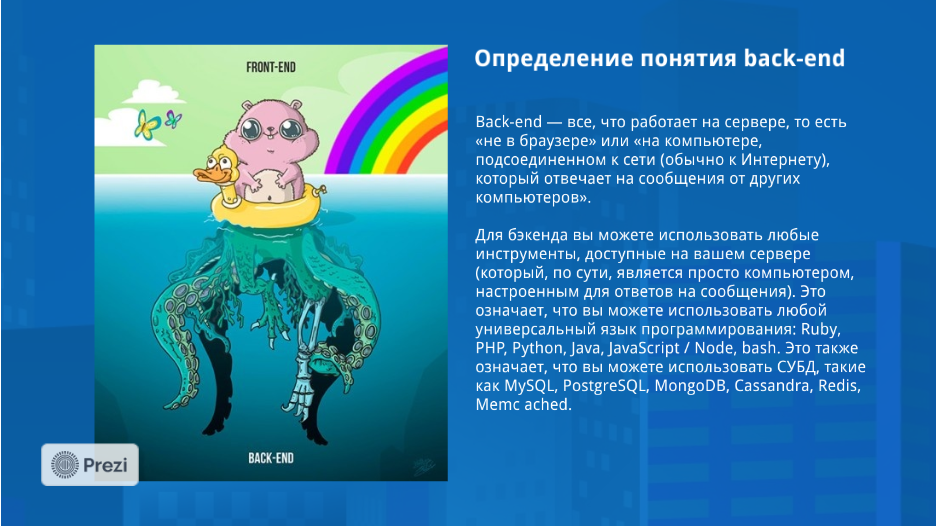 FRONT-END
BACK-END
Prezi
Определение понятия back-end
Back-end — все, что работает на сервере, то есть
«не в браузере» или «на компьютере,
подсоединенном к сети (обычно к Интернету),
который отвечает на сообщения от других
компьютеров».
Для бэкенда вы можете использовать любые
инструменты, доступные на вашем сервере
(который, по сути, является просто компьютером,
настроенным для ответов на сообщения). Это
означает, что вы можете использовать любой
универсальный язык программирования: Ruby,
PHP, Python, Java, JavaScript / Node, bash. Это также
означает, что вы можете использовать СУБД, такие
как MySQL, PostgreSQL, MongoDB, Cassandra, Redis,
Memc ached.